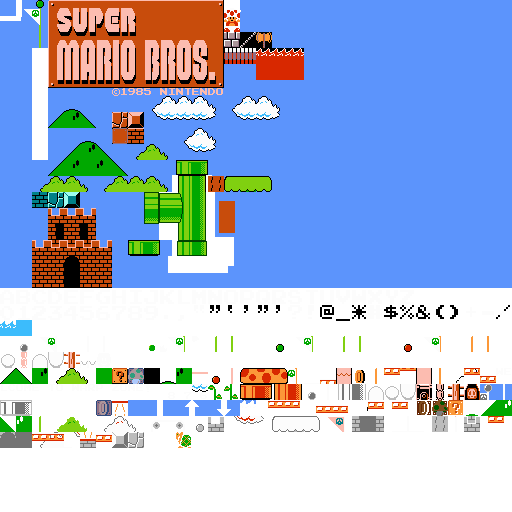 SUPER
MARIO BROS.
©1985 NINTENDO
"''"' @_* $%&() /